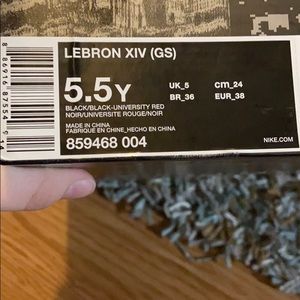 LEBRON XIV (GS)
5.5Y
UK_5 cm_24
BR_36 EUR_38
BLACK/BLACK-UNIVERSITY RED
NOIR/UNIVERSITE ROUGE/NOIR
MADE IN CHINA
FABRIQUE EN CHINE_HECHO EN CHINA
859468 004
NIKE.COM